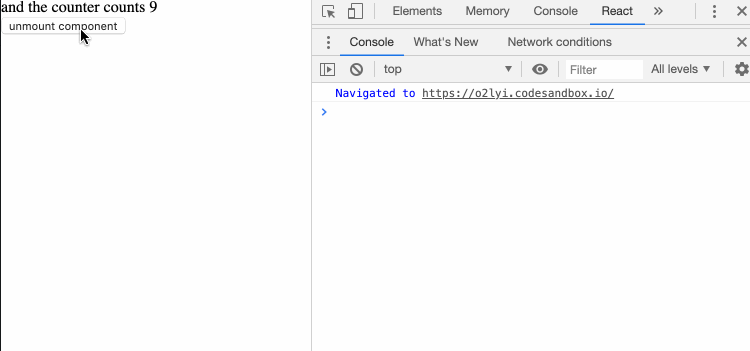 and the counter counts 9
unmount component
Elements Memory Console React »
Console What's New Network conditions
top Filter All levels
Navigated to https://o2lyi.codesandbox.io/